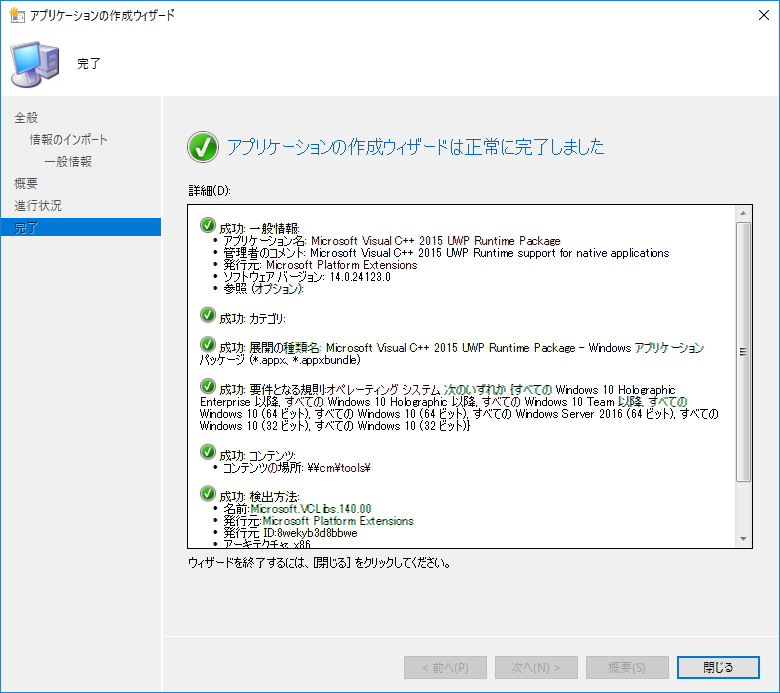 アプリケーションの作成ウィザード
完了
全般
情報のインポート
一般情報
概要
進行状況
完了
アプリケーションの作成ウィザードは正常に完了しました
詳細(D):
成功: 一般情報:
• アプリケーション名: Microsoft Visual C++ 2015 UWP Runtime Package
• 管理者のコメント: Microsoft Visual C++ 2015 UWP Runtime support for native applications
• 発行元: Microsoft Platform Extensions
• ソフトウェア バージョン: 14.0.24123.0
• 参照 (オプション):
成功: カテゴリ:
成功: 展開の種類名: Microsoft Visual C++ 2015 UWP Runtime Package - Windows アプリケーション
パッケージ (*.appx、*.appxbundle)
成功: 要件となる規則:オペレーティング システム 次のいずれか {すべての Windows 10 Holographic
Enterprise 以降, すべての Windows 10 Holographic 以降, すべての Windows 10 Team 以降, すべての
Windows 10 (64 ビット), すべての Windows 10 (64 ビット), すべての Windows Server 2016 (64 ビット), すべての
Windows 10 (32 ビット), すべての Windows 10 (32 ビット)}
成功: コンテンツ:
• コンテンツの場所: \\cm\tools\
成功: 検出方法:
• 名前:Microsoft.VCLibs.140.00
• 発行元:Microsoft Platform Extensions
• 発行元 ID:8wekyb3d8bbwe
• アーキテクチャ: x86
ウィザードを終了するには、[閉じる] をクリックしてください。
< 前へ(P)
次へ(N) >
概要(S)
閉じる